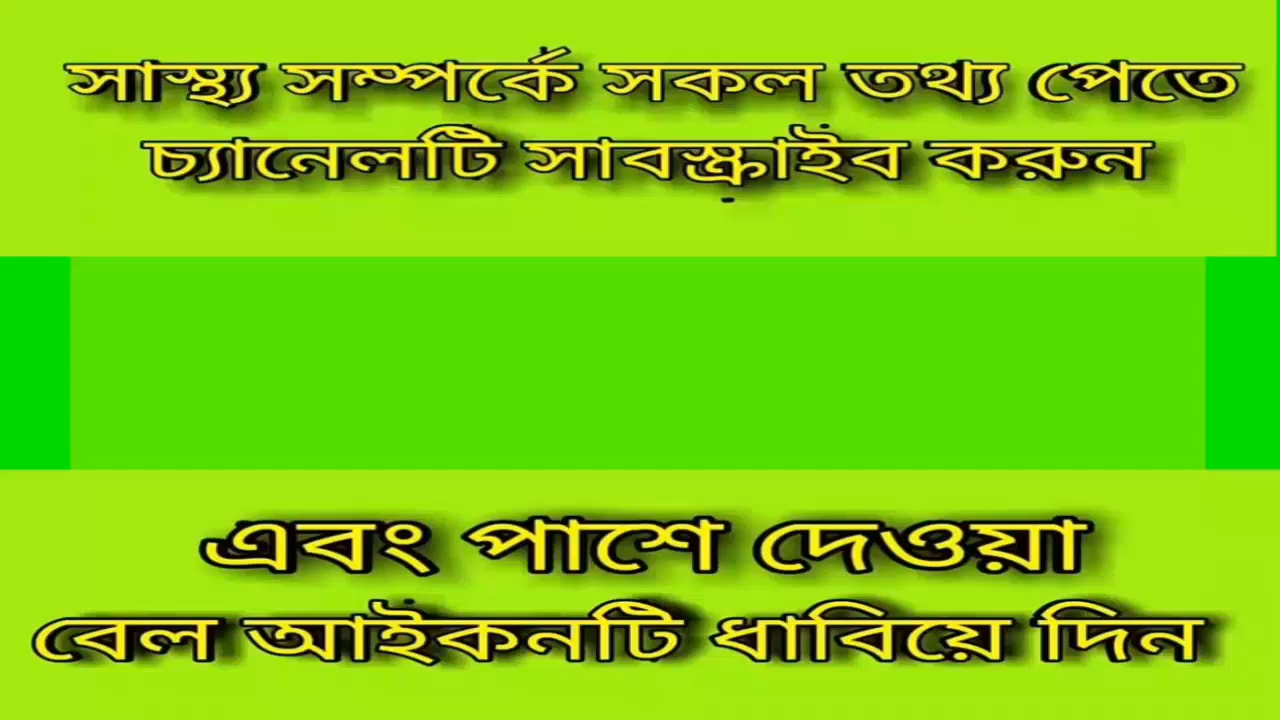 সাস্থ্য সম্পর্কে সকল তথ্য পেতে
চ্যানেলটি সাবস্ক্রাইব করুন
এবং পাশে দেওয়া
বেল আইকনটি ধাবিয়ে দিন